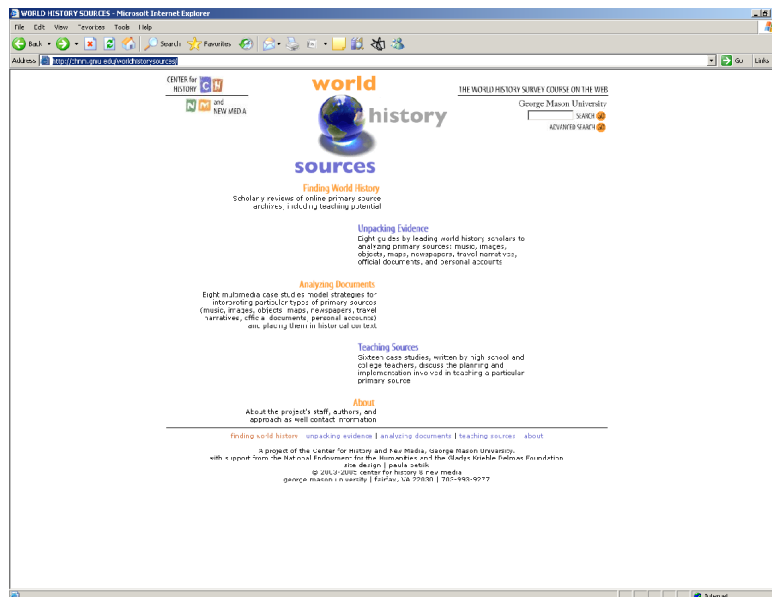 WORLD HISTORY SOURCES - Microsoft Internet Explorer
File Edit View Favorites Tools Help
Back Search Favorites
Address http://chnm.gmu.edu/worldhistorysources/ Go Links
CENTER for
HISTORY C H
N M and
NEW MEDIA
world
history
sources
THE WORLD HISTORY SURVEY COURSE ON THE WEB
George Mason University
SEARCH
ADVANCED SEARCH
Finding World History
Scholarly reviews of online primary source
archives, including teaching potential
Unpacking Evidence
Eight guides by leading world history scholars to
analyzing primary sources: music, images,
objects, maps, newspapers, travel narratives,
official documents, and personal accounts
Analyzing Documents
Eight multimedia case studies model strategies for
interpreting particular types of primary sources
(music, images, objects, maps, newspapers, travel
narratives, official documents, personal accounts)
and placing them in historical context
Teaching Sources
Sixteen case studies, written by high school and
college teachers, discuss the planning and
implementation involved in teaching a particular
primary source
About
About the project's staff, authors, and
approach as well contact information
finding world history unpacking evidence | analyzing documents | teaching sources about
A project of the Center for History and New Media, George Mason University,
with support from the National Endowment for the Humanities and the Gladys Krieble Delmas Foundation
site design | paula petrik
© 2003-2005 center for history & new media
george mason university | fairfax, VA 22030 | 703-993-9277
Internet